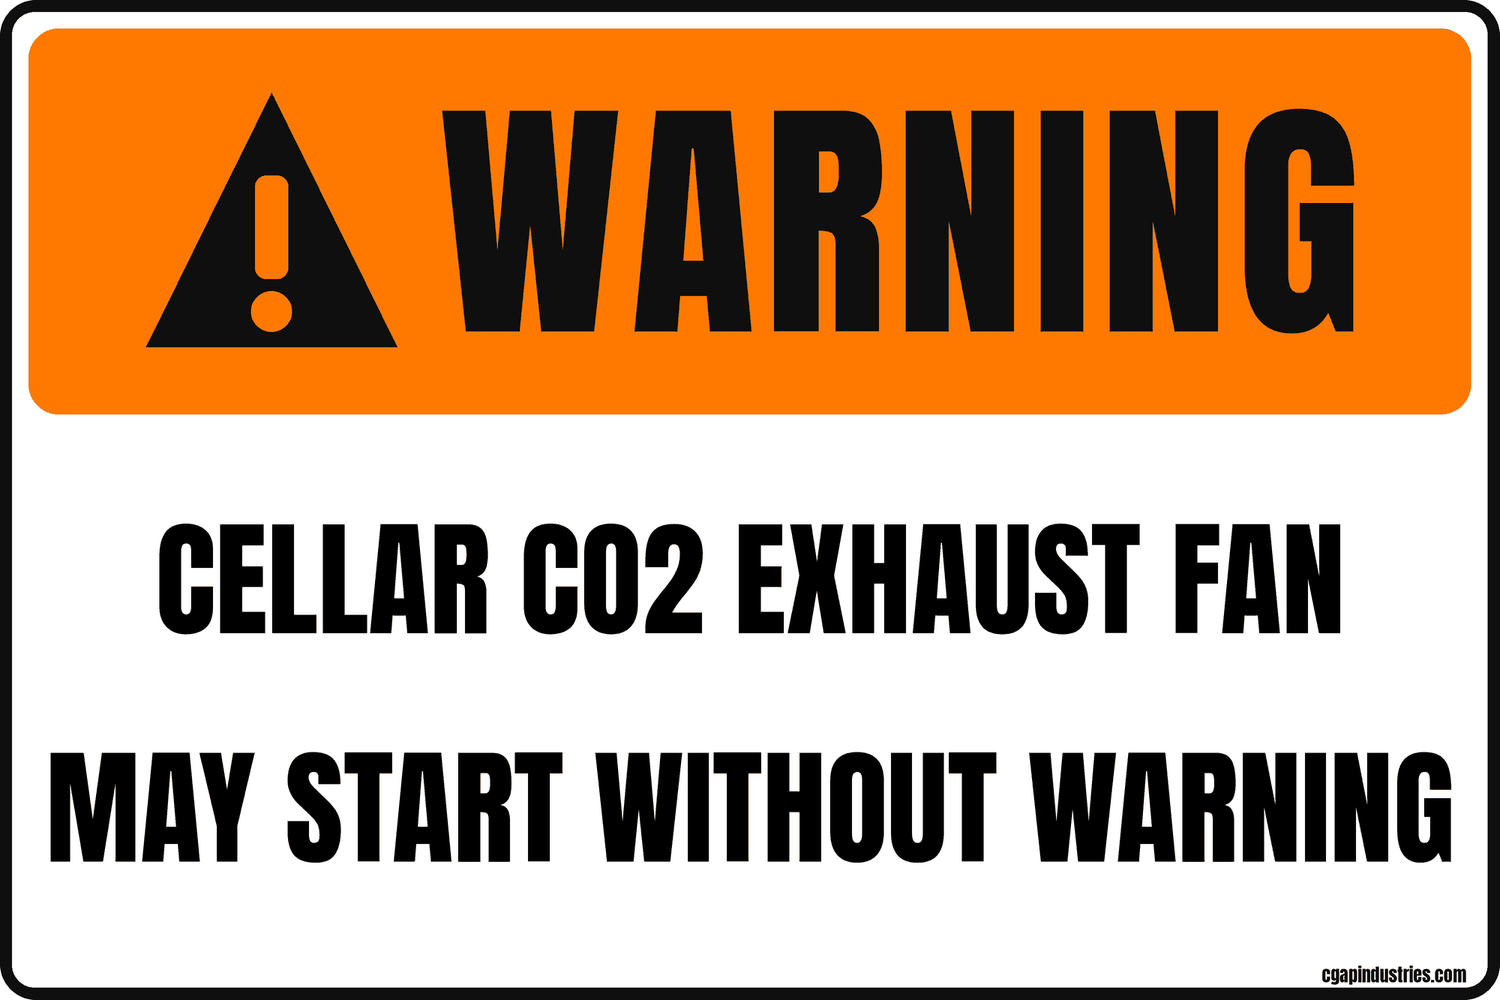 WARNING
CELLAR CO2 EXHAUST FAN
MAY START WITHOUT WARNING
cgapindustries.com